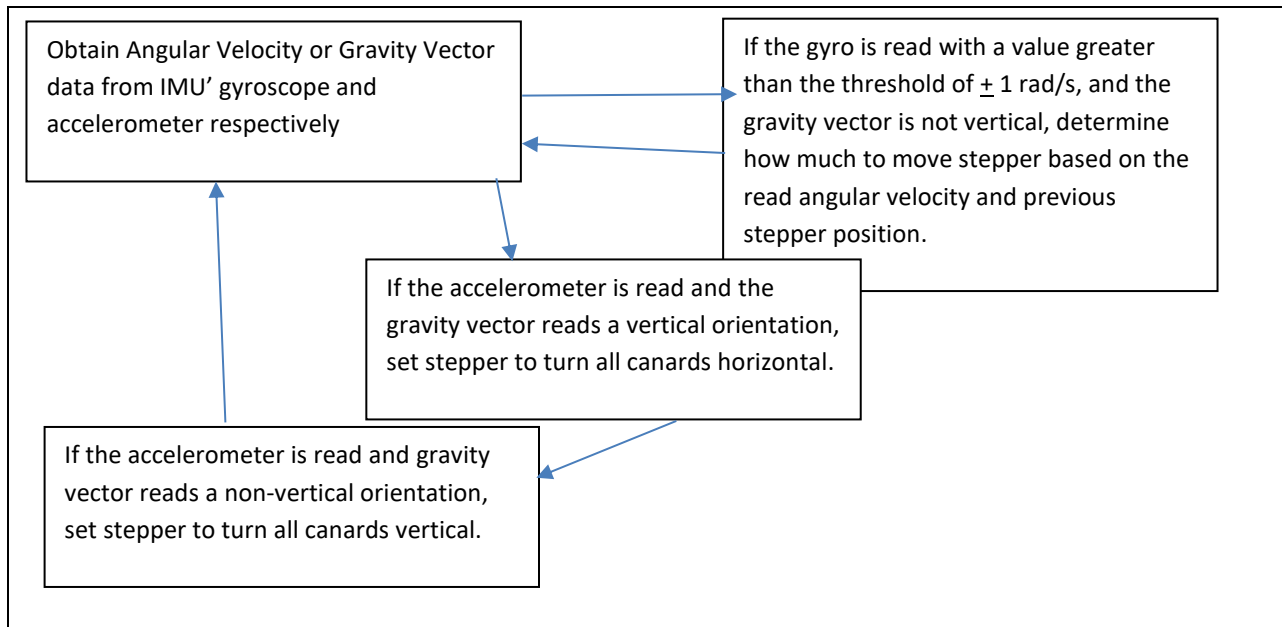 Obtain Angular Velocity or Gravity Vector
data from IMU’ gyroscope and
accelerometer respectively
If the gyro is read with a value greater
than the threshold of ± 1 rad/s, and the
gravity vector is not vertical, determine
how much to move stepper based on the
read angular velocity and previous
stepper position.
If the accelerometer is read and the
gravity vector reads a vertical orientation,
set stepper to turn all canards horizontal.
If the accelerometer is read and gravity
vector reads a non-vertical orientation,
set stepper to turn all canards vertical.